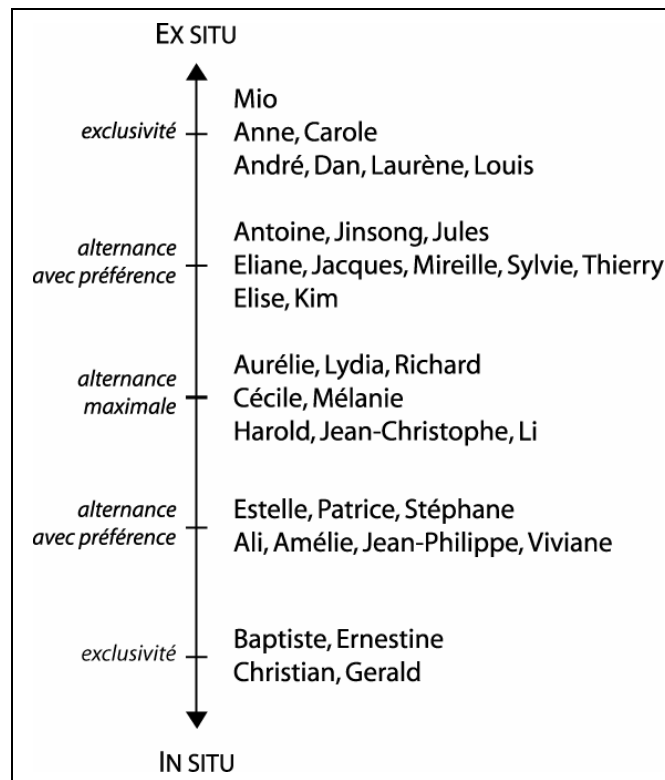 EX SITU
exclusivité
Mio
Anne, Carole
André, Dan, Laurène, Louis
alternance
avec préférence
Antoine, Jinsong, Jules
Eliane, Jacques, Mireille, Sylvie, Thierry
Elise, Kim
alternance
maximale
Aurélie, Lydia, Richard
Cécile, Mélanie
Harold, Jean-Christophe, Li
alternance
avec préférence
Estelle, Patrice, Stéphane
Ali, Amélie, Jean-Philippe, Viviane
exclusivité
Baptiste, Ernestine
Christian, Gerald
IN SITU